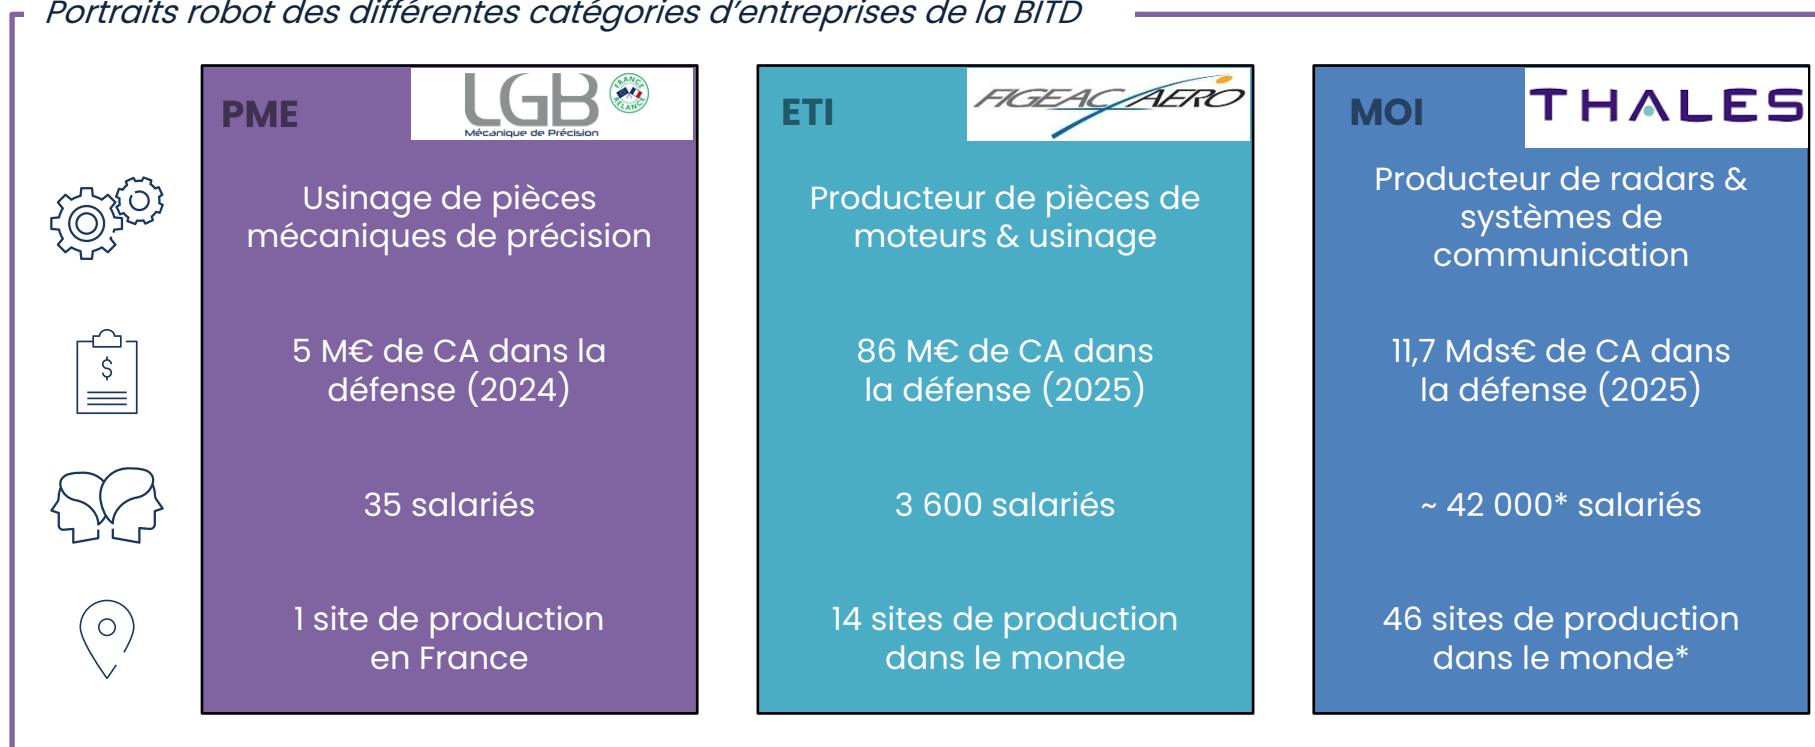 Portraits robot des différentes catégories d'entreprises de la BITD
PME
LGB
Mécanique de Précision
FRANCE
RELANCE
Usinage de pièces
mécaniques de précision
5 M€ de CA dans la
défense (2024)
35 salariés
1 site de production
en France
ETI
FIGEAC AERO
Producteur de pièces de
moteurs & usinage
86 M€ de CA dans
la défense (2025)
3 600 salariés
14 sites de production
dans le monde
MOI
THALES
Producteur de radars &
systèmes de
communication
11,7 Mds€ de CA dans
la défense (2025)
~ 42 000* salariés
46 sites de production
dans le monde*
$